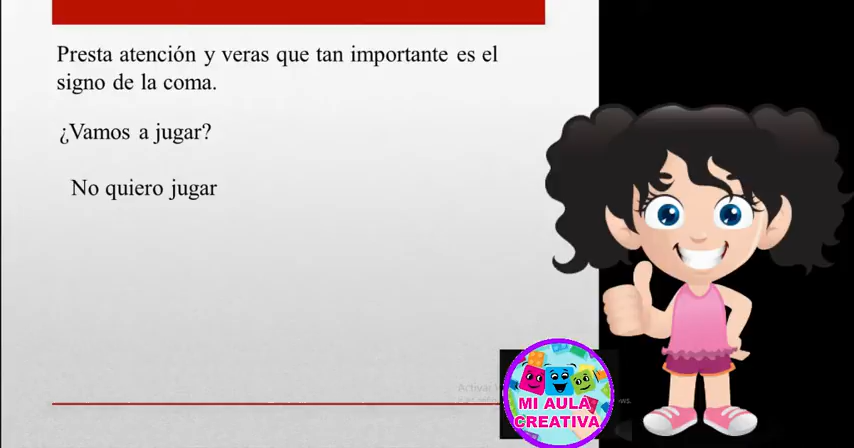 Presta atención y veras que tan importante es el
signo de la coma.
¿Vamos a jugar?
No quiero jugar
Activar
MI AULA
CREATIVA